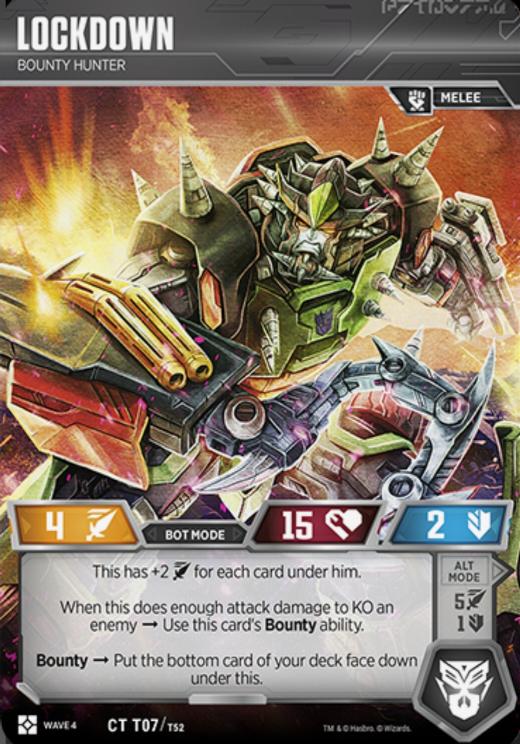 LOCKDOWN
BOUNTY HUNTER
MELEE
4
BOT MODE
15
2
This has +2 for each card under him.
When this does enough attack damage to KO an
enemy → Use this card's Bounty ability.
Bounty → Put the bottom card of your deck face down
under this.
ALT
MODE
5
1
WAVE 4
CT T07/T52
TM & © Hasbro. © Wizards.